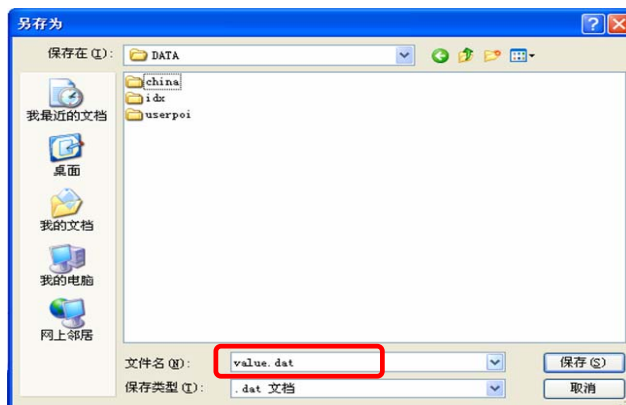 另存为
保存在(I): DATA
china
idx
userpoi
我最近的文档
桌面
我的文档
我的电脑
网上邻居
文件名(N): value.dat 保存(S)
保存类型(T): .dat 文档 取消